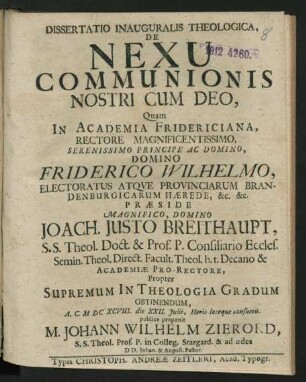 DISSERTATIO INAUGURALIS THEOLOGICA,
DE
NEXU
COMMUNIONIS
NOSTRI CUM DEO,
Quam
IN ACADEMIA FRIDERICIANA,
RECTORE MAGNIFICENTISSIMO,
SERENISSIMO PRINCIPE AC DOMINO,
DOMINO
FRIDERICO WILHELMO,
ELECTORATUS ATQVE PROVINCIARUM BRAN-
DENBURGICARUM HÆREDE, &c. &c.
PRÆSIDE
MAGNIFICO, DOMINO
JOACH. JUSTO BREITHAUPT,
S.S. Theol. Doct. & Prof. P. Consiliario Eccles.
Semin. Theol. Direct. Facult. Theol. h. t. Decano &
ACADEMIÆ PRO-RECTORE,
Propter
SUPREMUM IN THEOLOGIA GRADUM
OBTINENDUM,
A. C. M DC XCVIII. die XXII. Julii, Horis locoque consuetis
publice proponit
M. JOHANN WILHELM ZIEROLD,
S.S. Theol. Prof. P. in Colleg. Stargard. & ad ædes
D D. Johan. & August. Pastor.
Typis CHRISTOPH. ANDREÆ ZEITLERI, Acad. Typogr.